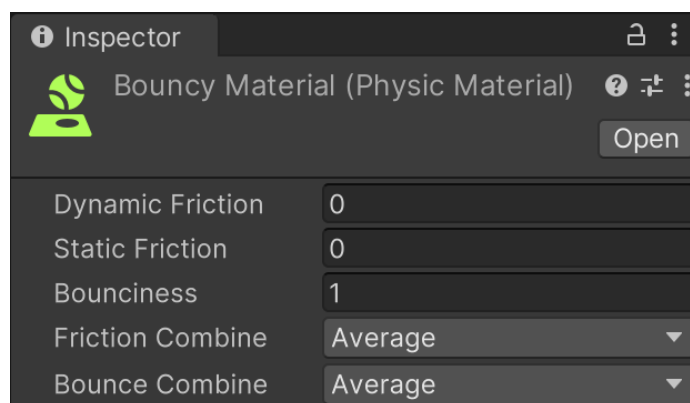 Inspector
Bouncy Material (Physic Material)
Open
Dynamic Friction 0
Static Friction 0
Bounciness 1
Friction Combine Average
Bounce Combine Average